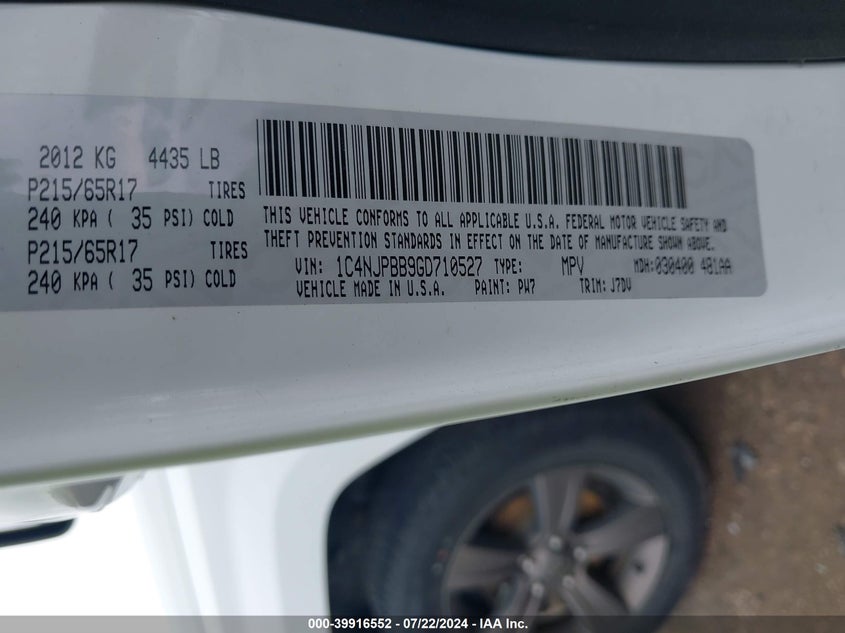 2012 KG 4435 LB
P215/65R17 TIRES
240 KPA ( 35 PSI) COLD
P215/65R17 TIRES
240 KPA ( 35 PSI) COLD
THIS VEHICLE CONFORMS TO ALL APPLICABLE U.S.A. FEDERAL MOTOR VEHICLE SAFETY AND
THEFT PREVENTION STANDARDS IN EFFECT ON THE DATE OF MANUFACTURE SHOWN ABOVE.
VIN: 1C4NJPBB9GD710527 TYPE: MPV MDH: 030400 481AA
VEHICLE MADE IN U.S.A. PAINT: PW7 TRIM: J7DV
000-39916552 - 07/22/2024 - IAA Inc.